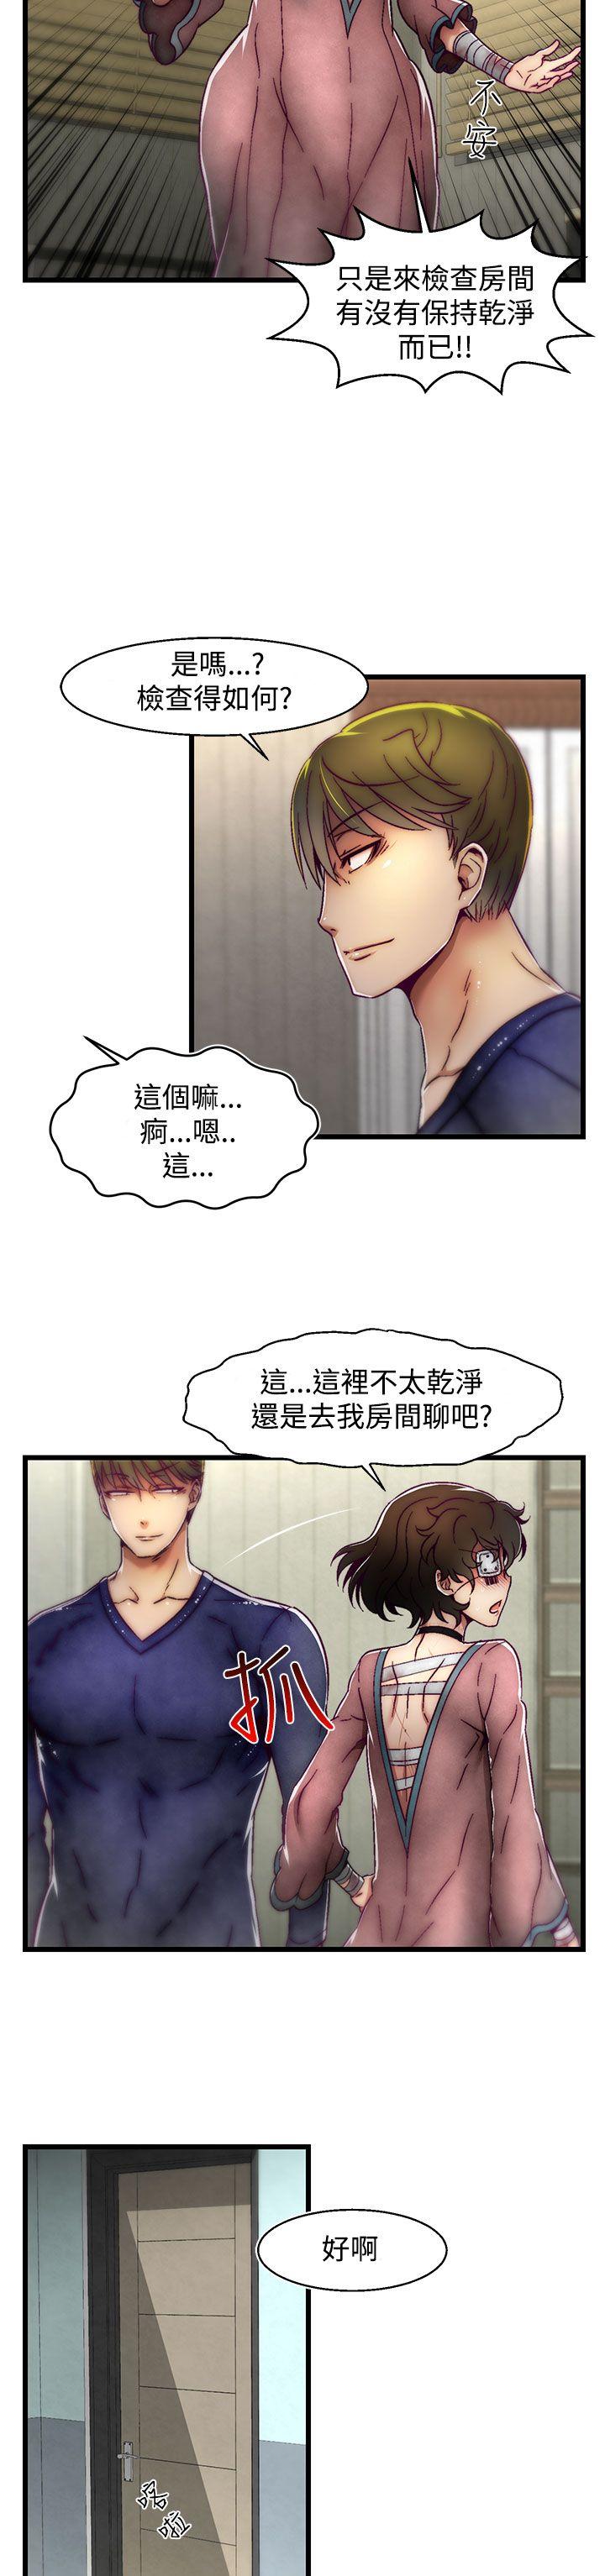 不安
只是來檢查房間
有沒有保持乾淨
而已!!
是嗎...?
檢查得如何?
這個嘛...
痾...嗯..
這...
這...這裡不太乾淨
還是去我房間聊吧?
抓
好啊
喀啦